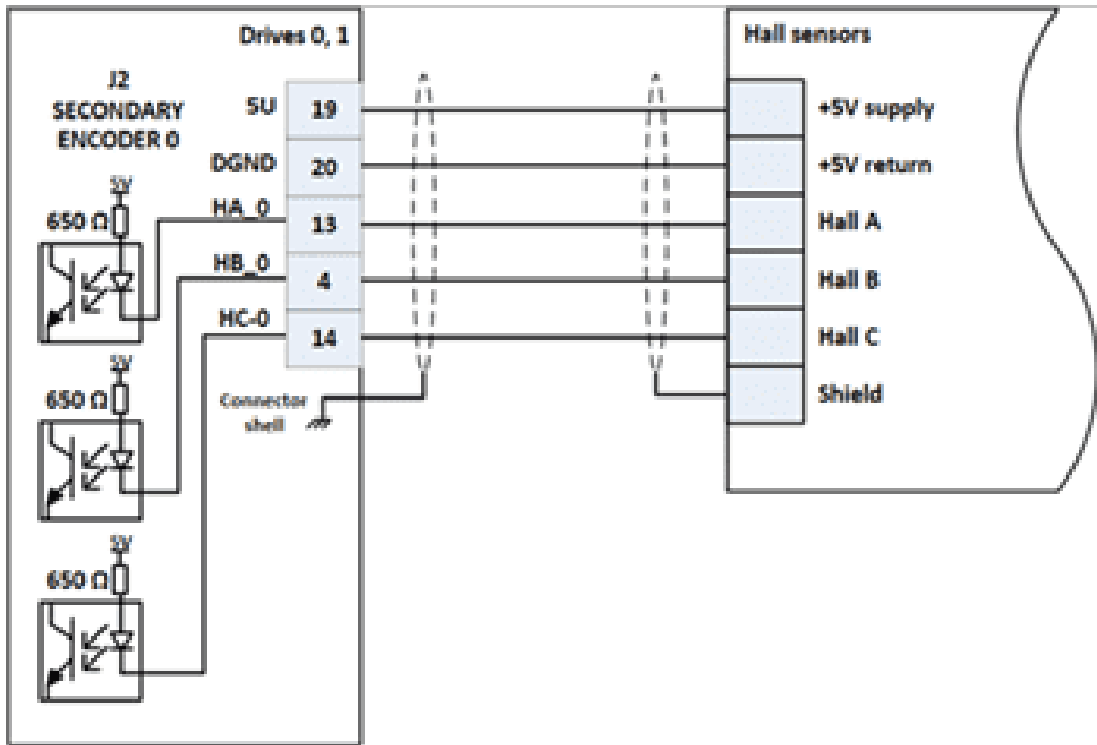 Drives 0, 1
Hall sensors
J2
SECONDARY
ENCODER 0
5U 19 +5V supply
DGND 20 +5V return
HA_0 13 Hall A
HB_0 4 Hall B
HC-0 14 Hall C
Shield
Connector
shell
5V
650 Ω
5V
650 Ω
5V
650 Ω